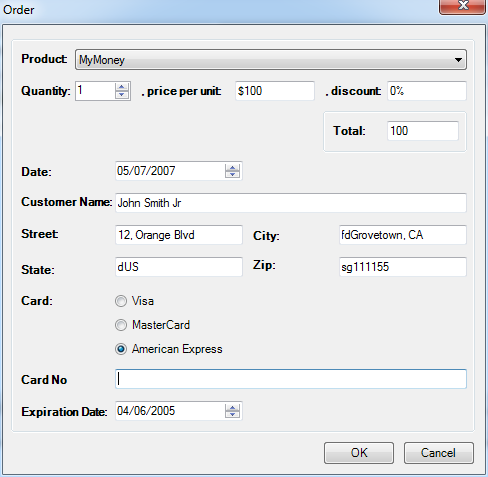 Order
Product: MyMoney
Quantity: 1 , price per unit: $100 , discount: 0%
Total: 100
Date: 05/07/2007
Customer Name: John Smith Jr
Street: 12, Orange Blvd City: fdGrovetown, CA
State: dUS Zip: sg111155
Card: Visa
MasterCard
American Express
Card No
Expiration Date: 04/06/2005
OK Cancel